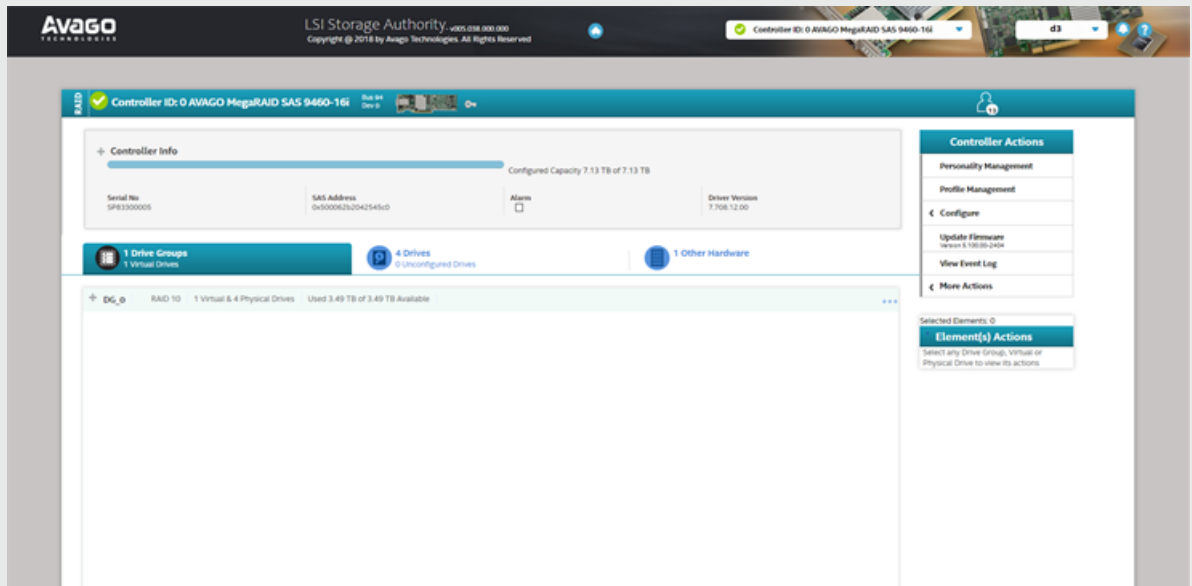 AVAGO
TECHNOLOGIES
LSI Storage Authority. v005.038.000.000
Copyright @ 2018 by Avago Technologies. All Rights Reserved
Controller ID: 0 AVAGO MegaRAID SAS 9460-16i
d3
?
RAID
Controller ID: 0 AVAGO MegaRAID SAS 9460-16i
Bus 94
Dev 0
13
+ Controller Info
Configured Capacity 7.13 TB of 7.13 TB
Serial No
SP83300005
SAS Address
0x500062b2042545c0
Alarm
Driver Version
7.708.12.00
1 Drive Groups
1 Virtual Drives
4 Drives
0 Unconfigured Drives
1 Other Hardware
+ DG_0 RAID 10 1 Virtual & 4 Physical Drives Used 3.49 TB of 3.49 TB Available ...
Controller Actions
Personality Management
Profile Management
Configure
Update Firmware
Version 5.100.00-2404
View Event Log
More Actions
Selected Elements: 0
Element(s) Actions
Select any Drive Group, Virtual or
Physical Drive to view its actions